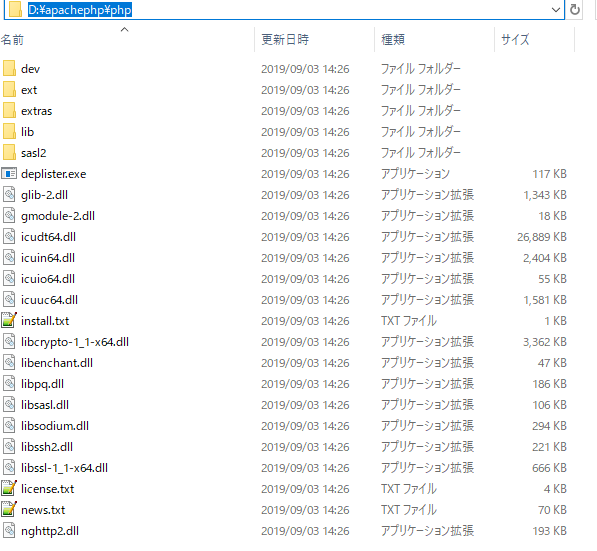 D:¥apachephp¥php
名前 更新日時 種類 サイズ
dev 2019/09/03 14:26 ファイル フォルダー
ext 2019/09/03 14:26 ファイル フォルダー
extras 2019/09/03 14:26 ファイル フォルダー
lib 2019/09/03 14:26 ファイル フォルダー
sasl2 2019/09/03 14:26 ファイル フォルダー
deplister.exe 2019/09/03 14:26 アプリケーション 117 KB
glib-2.dll 2019/09/03 14:26 アプリケーション拡張 1,343 KB
gmodule-2.dll 2019/09/03 14:26 アプリケーション拡張 18 KB
icudt64.dll 2019/09/03 14:26 アプリケーション拡張 26,889 KB
icuin64.dll 2019/09/03 14:26 アプリケーション拡張 2,404 KB
icuio64.dll 2019/09/03 14:26 アプリケーション拡張 55 KB
icuuc64.dll 2019/09/03 14:26 アプリケーション拡張 1,581 KB
install.txt 2019/09/03 14:26 TXT ファイル 1 KB
libcrypto-1_1-x64.dll 2019/09/03 14:26 アプリケーション拡張 3,362 KB
libenchant.dll 2019/09/03 14:26 アプリケーション拡張 47 KB
libpq.dll 2019/09/03 14:26 アプリケーション拡張 186 KB
libsasl.dll 2019/09/03 14:26 アプリケーション拡張 106 KB
libsodium.dll 2019/09/03 14:26 アプリケーション拡張 294 KB
libssh2.dll 2019/09/03 14:26 アプリケーション拡張 221 KB
libssl-1_1-x64.dll 2019/09/03 14:26 アプリケーション拡張 666 KB
license.txt 2019/09/03 14:26 TXT ファイル 4 KB
news.txt 2019/09/03 14:26 TXT ファイル 70 KB
nghttp2.dll 2019/09/03 14:26 アプリケーション拡張 193 KB